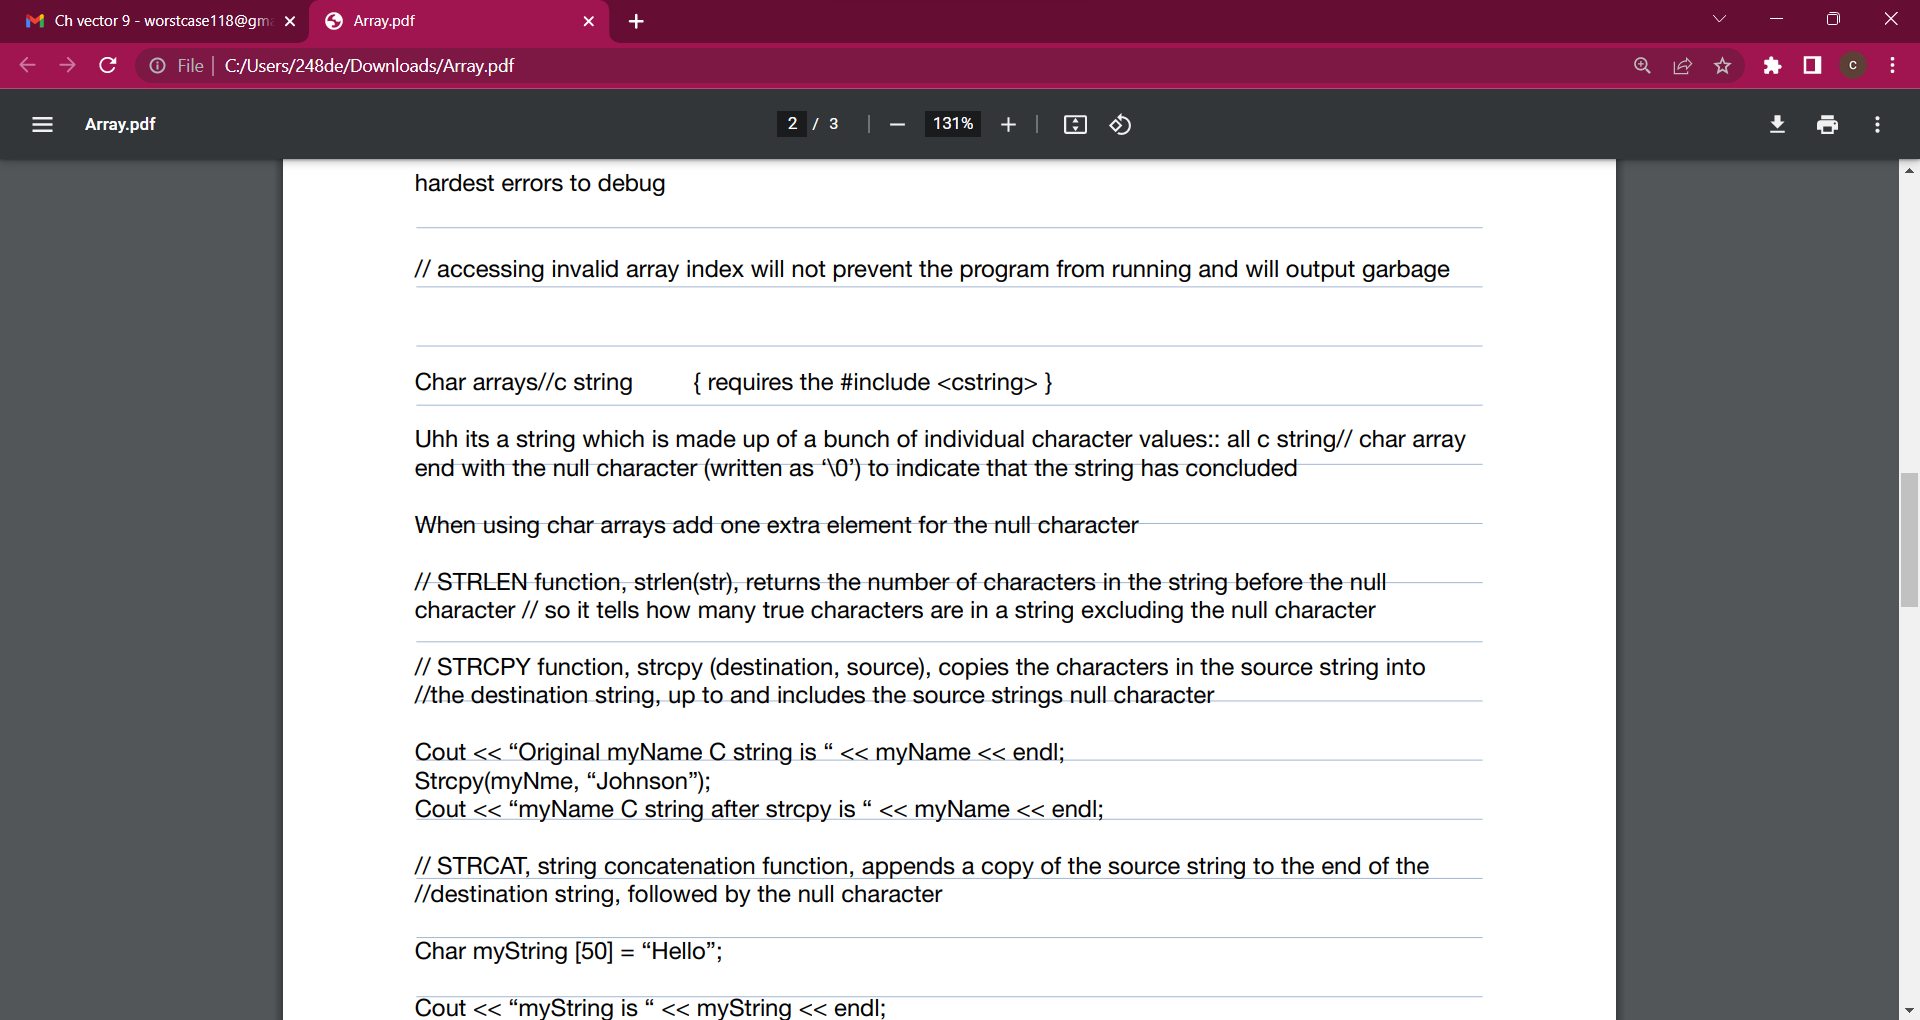 Ch vector 9 - worstcase118@gm
Array.pdf
File
C:/Users/248de/Downloads/Array.pdf
c
Array.pdf
2 / 3
131%
hardest errors to debug
// accessing invalid array index will not prevent the program from running and will output garbage
Char arrays//c string { requires the #include <cstring> }
Uhh its a string which is made up of a bunch of individual character values:: all c string// char array
end with the null character (written as ‘\0’) to indicate that the string has concluded
When using char arrays add one extra element for the null character
// STRLEN function, strlen(str), returns the number of characters in the string before the null
character // so it tells how many true characters are in a string excluding the null character
// STRCPY function, strcpy (destination, source), copies the characters in the source string into
//the destination string, up to and includes the source strings null character
Cout << “Original myName C string is “ << myName << endl;
Strcpy(myNme, “Johnson”);
Cout << “myName C string after strcpy is “ << myName << endl;
// STRCAT, string concatenation function, appends a copy of the source string to the end of the
//destination string, followed by the null character
Char myString [50] = “Hello”;
Cout << “myString is “ << myString << endl;